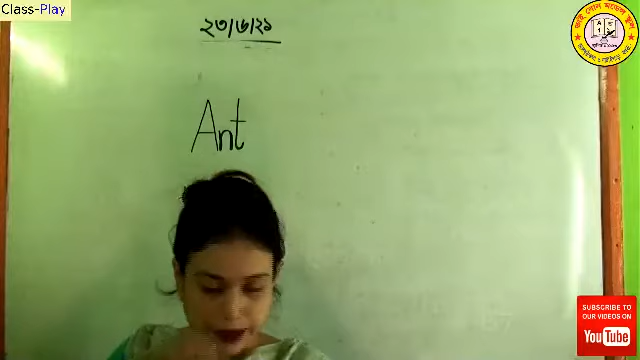 Class-Play
২৩/৬/২১
Ant
SUBSCRIBE TO
OUR VIDEOS ON
YouTube